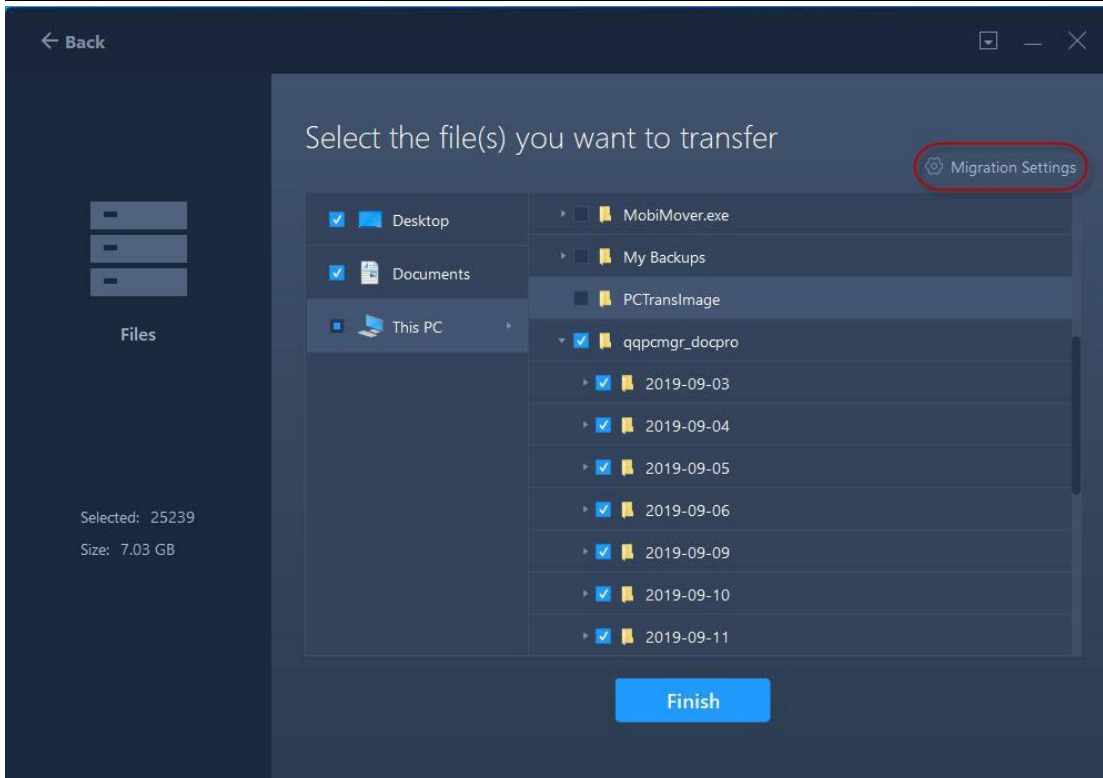 Back
Select the file(s) you want to transfer
Migration Settings
Files
Selected: 25239
Size: 7.03 GB
Desktop
Documents
This PC
MobiMover.exe
My Backups
PCTransImage
qqpcmgr_docpro
2019-09-03
2019-09-04
2019-09-05
2019-09-06
2019-09-09
2019-09-10
2019-09-11
Finish